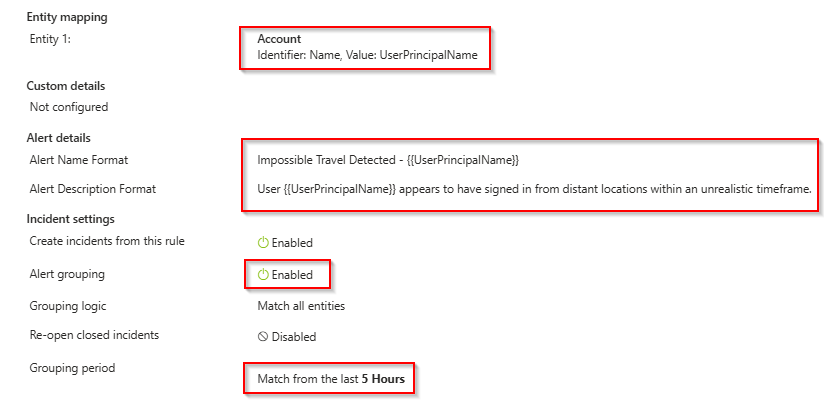 Entity mapping
Entity 1:
Account
Identifier: Name, Value: UserPrincipalName
Custom details
Not configured
Alert details
Alert Name Format
Impossible Travel Detected - {{UserPrincipalName}}
Alert Description Format
User {{UserPrincipalName}} appears to have signed in from distant locations within an unrealistic timeframe.
Incident settings
Create incidents from this rule
Enabled
Alert grouping
Enabled
Grouping logic
Match all entities
Re-open closed incidents
Disabled
Grouping period
Match from the last 5 Hours